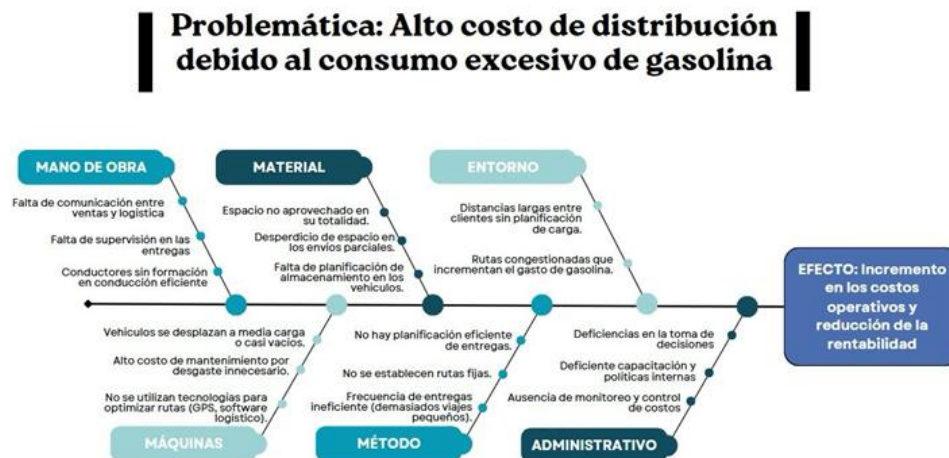 Problemática: Alto costo de distribución
debido al consumo excesivo de gasolina
MANO DE OBRA
Falta de comunicación entre
ventas y logística
Falta de supervisión en las
entregas
Conductores sin formación
en conducción eficiente
MATERIAL
Espacio no aprovechado en
su totalidad.
Desperdicio de espacio en
los envíos parciales.
Falta de planificación de
almacenamiento en los
vehículos.
ENTORNO
Distancias largas entre
clientes sin planificación
de carga.
Rutas congestionadas que
incrementan el gasto de gasolina.
EFECTO: Incremento
en los costos
operativos y
reducción de la
rentabilidad
Vehículos se desplazan a media carga
o casi vacíos.
Alto costo de mantenimiento por
desgaste innecesario.
No se utilizan tecnologías para
optimizar rutas (GPS, software
logístico).
MÁQUINAS
No hay planificación eficiente
de entregas.
No se establecen rutas fijas.
Frecuencia de entregas
ineficiente (demasiados viajes
pequeños).
MÉTODO
Deficiencias en la toma de
decisiones
Deficiente capacitación y
políticas internas
Ausencia de monitoreo y control
de costos
ADMINISTRATIVO